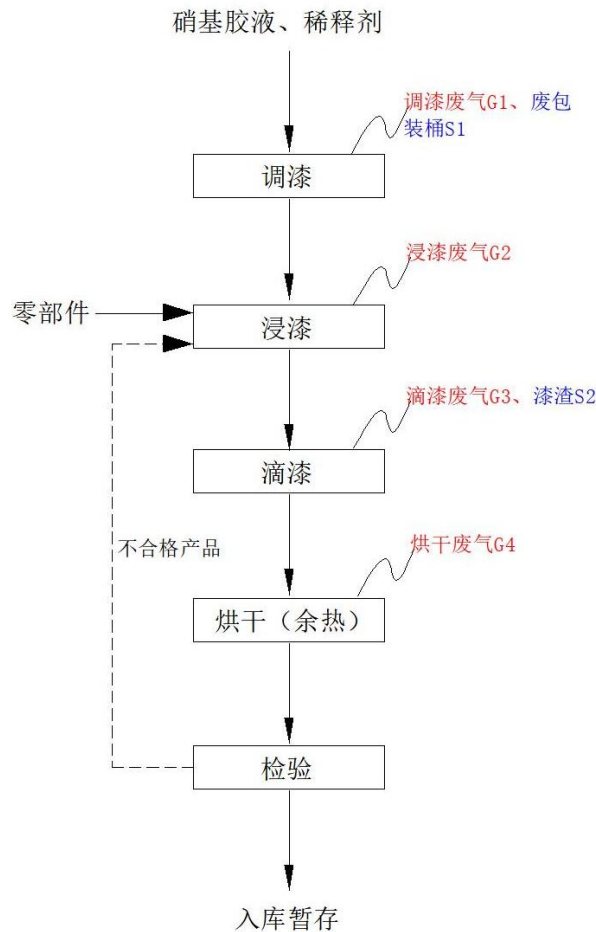 硝基胶液、稀释剂
调漆废气G1、废包
装桶S1
调漆
浸漆废气G2
零部件
浸漆
滴漆废气G3、漆渣S2
滴漆
不合格产品
烘干废气G4
烘干（余热）
检验
入库暂存